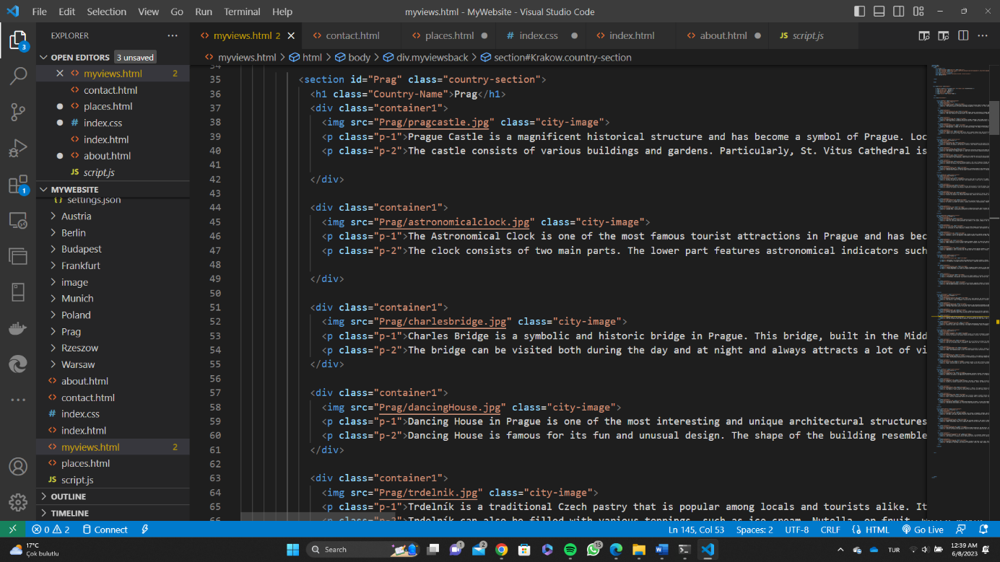 File Edit Selection View Go Run Terminal Help
myviews.html - MyWebsite - Visual Studio Code
EXPLORER
myviews.html 2
contact.html
places.html
# index.css
index.html
about.html
JS script.js
myviews.html > html > body > div.myviewsback > section#Krakow.country-section
3
1
OPEN EDITORS 3 unsaved
myviews.html 2
contact.html
places.html
# index.css
index.html
about.html
JS script.js
MYWEBSITE
settings.json
Austria
Berlin
Budapest
Frankfurt
image
Munich
Poland
Prag
Rzeszow
Warsaw
about.html
contact.html
# index.css
index.html
myviews.html 2
places.html
JS script.js
OUTLINE
TIMELINE
34
35 <section id="Prag" class="country-section">
36 <h1 class="Country-Name">Prag</h1>
37 <div class="container1">
38 <img src="Prag/pragcastle.jpg" class="city-image">
39 <p class="p-1">Prague Castle is a magnificent historical structure and has become a symbol of Prague. Loc
40 <p class="p-2">The castle consists of various buildings and gardens. Particularly, St. Vitus Cathedral is
41
42 </div>
43
44 <div class="container1">
45 <img src="Prag/astronomicalclock.jpg" class="city-image">
46 <p class="p-1">The Astronomical Clock is one of the most famous tourist attractions in Prague and has bec
47 <p class="p-2">The clock consists of two main parts. The lower part features astronomical indicators such
48
49 </div>
50
51 <div class="container1">
52 <img src="Prag/charlesbridge.jpg" class="city-image">
53 <p class="p-1">Charles Bridge is a symbolic and historic bridge in Prague. This bridge, built in the Midd
54 <p class="p-2">The bridge can be visited both during the day and at night and always attracts a lot of vi
55 </div>
56
57 <div class="container1">
58 <img src="Prag/dancingHouse.jpg" class="city-image">
59 <p class="p-1">Dancing House in Prague is one of the most interesting and unique architectural structures
60 <p class="p-2">Dancing House is famous for its fun and unusual design. The shape of the building resemble
61 </div>
62
63 <div class="container1">
64 <img src="Prag/trdelnik.jpg" class="city-image">
65 <p class="p-1">Trdelník is a traditional Czech pastry that is popular among locals and tourists alike. It
66 <p class="p-2">Trdelník can also be filled with various toppings, such as ice cream, Nutella, or fruit,
0 2 Connect
Ln 145, Col 53 Spaces: 2 UTF-8 CRLF HTML Go Live
17°C
Çok bulutlu
Search
1
2
15
TUR
12:39 AM
6/8/2023